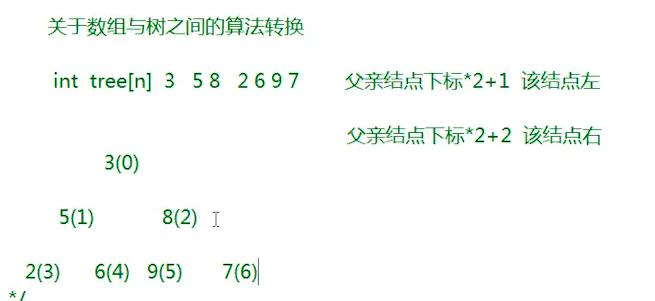 关于数组与树之间的算法转换
int tree[n] 3 5 8 2 6 9 7 父亲结点下标*2+1 该结点左
父亲结点下标*2+2 该结点右
3(0)
5(1) 8(2)
2(3) 6(4) 9(5) 7(6)
*/